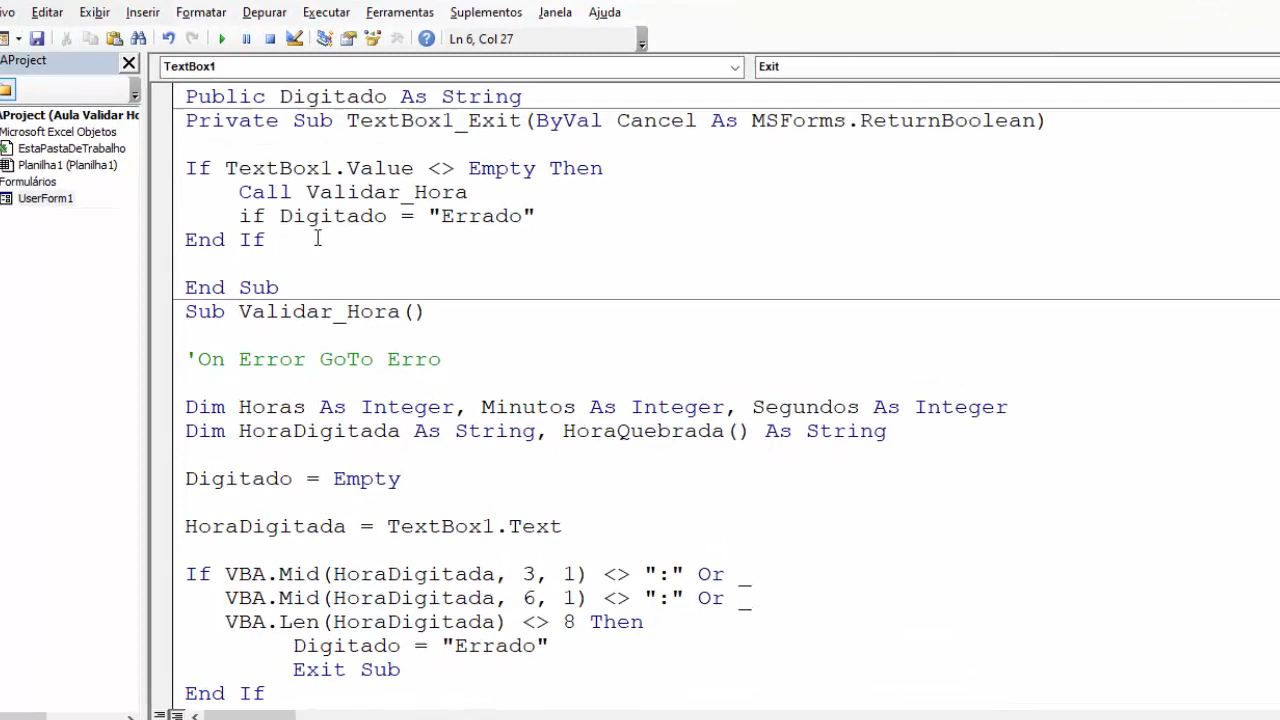 ivo Editar Exibir Inserir Formatar Depurar Executar Ferramentas Suplementos Janela Ajuda
Ln 6, Col 27
AProject
TextBox1 Exit
AProject (Aula Validar Ho
Microsoft Excel Objetos
EstaPastaDeTrabalho
Planilha1 (Planilha1)
Formulários
UserForm1
Public Digitado As String
Private Sub TextBox1_Exit(ByVal Cancel As MSForms.ReturnBoolean)
If TextBox1.Value <> Empty Then
Call Validar_Hora
if Digitado = "Errado"
End If
End Sub
Sub Validar_Hora()
'On Error GoTo Erro
Dim Horas As Integer, Minutos As Integer, Segundos As Integer
Dim HoraDigitada As String, HoraQuebrada() As String
Digitado = Empty
HoraDigitada = TextBox1.Text
If VBA.Mid(HoraDigitada, 3, 1) <> ":" Or _
VBA.Mid(HoraDigitada, 6, 1) <> ":" Or _
VBA.Len(HoraDigitada) <> 8 Then
Digitado = "Errado"
Exit Sub
End If